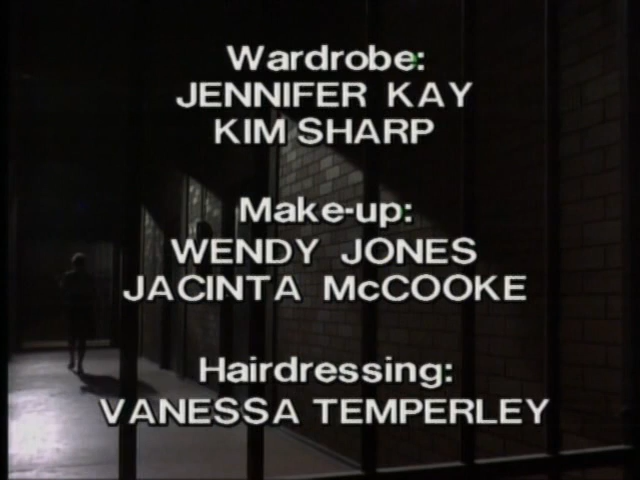 Wardrobe:
JENNIFER KAY
KIM SHARP
Make-up:
WENDY JONES
JACINTA McCOOKE
Hairdressing:
VANESSA TEMPERLEY